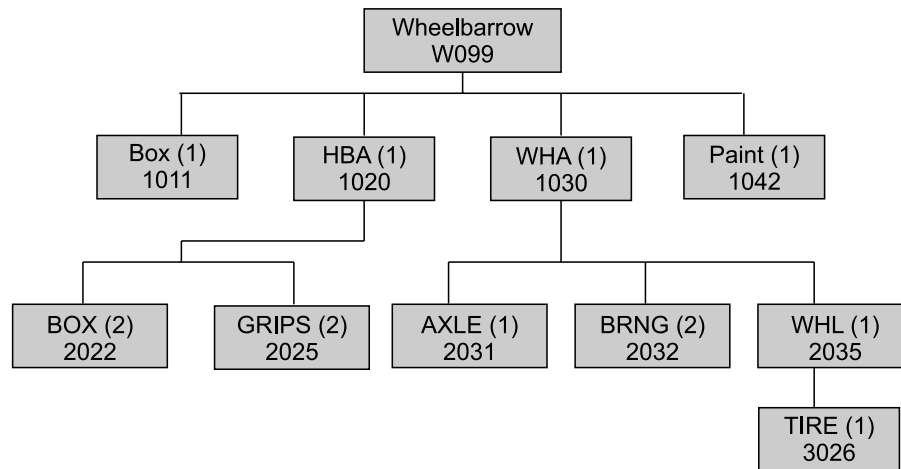 Wheelbarrow
W099
Box (1)
1011
HBA (1)
1020
WHA (1)
1030
Paint (1)
1042
BOX (2)
2022
GRIPS (2)
2025
AXLE (1)
2031
BRNG (2)
2032
WHL (1)
2035
TIRE (1)
3026